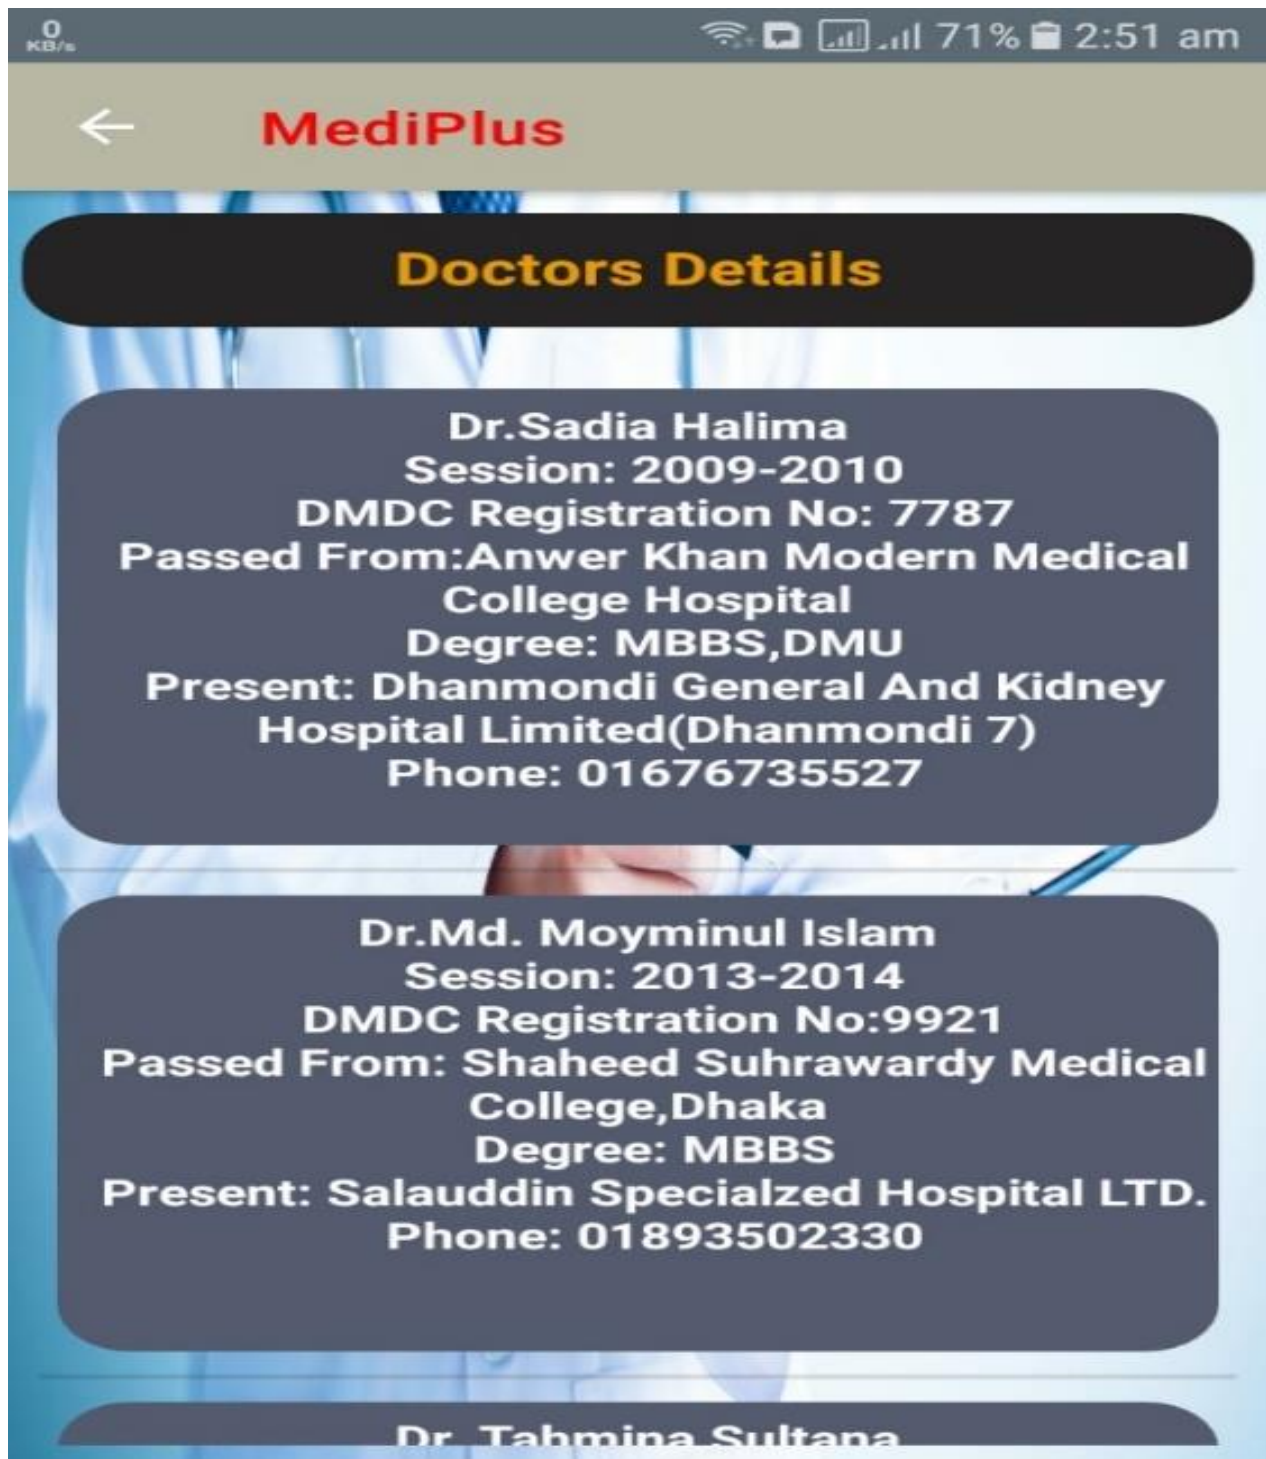 0
KB/s
71% 2:51 am
MediPlus
Doctors Details
Dr.Sadia Halima
Session: 2009-2010
DMDC Registration No: 7787
Passed From:Anwer Khan Modern Medical
College Hospital
Degree: MBBS,DMU
Present: Dhanmondi General And Kidney
Hospital Limited(Dhanmondi 7)
Phone: 01676735527
Dr.Md. Moyminul Islam
Session: 2013-2014
DMDC Registration No:9921
Passed From: Shaheed Suhrawardy Medical
College,Dhaka
Degree: MBBS
Present: Salauddin Specialzed Hospital LTD.
Phone: 01893502330
Dr. Tahmina Sultana